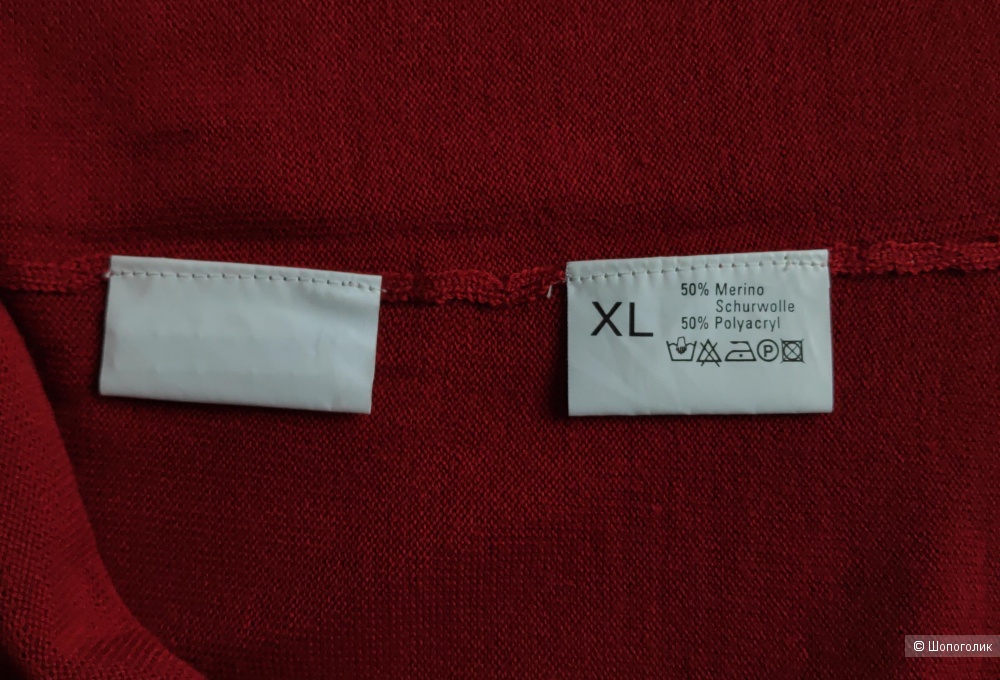 XL
50% Merino
Schurwolle
50% Polyacryl
P
© Шопоголик